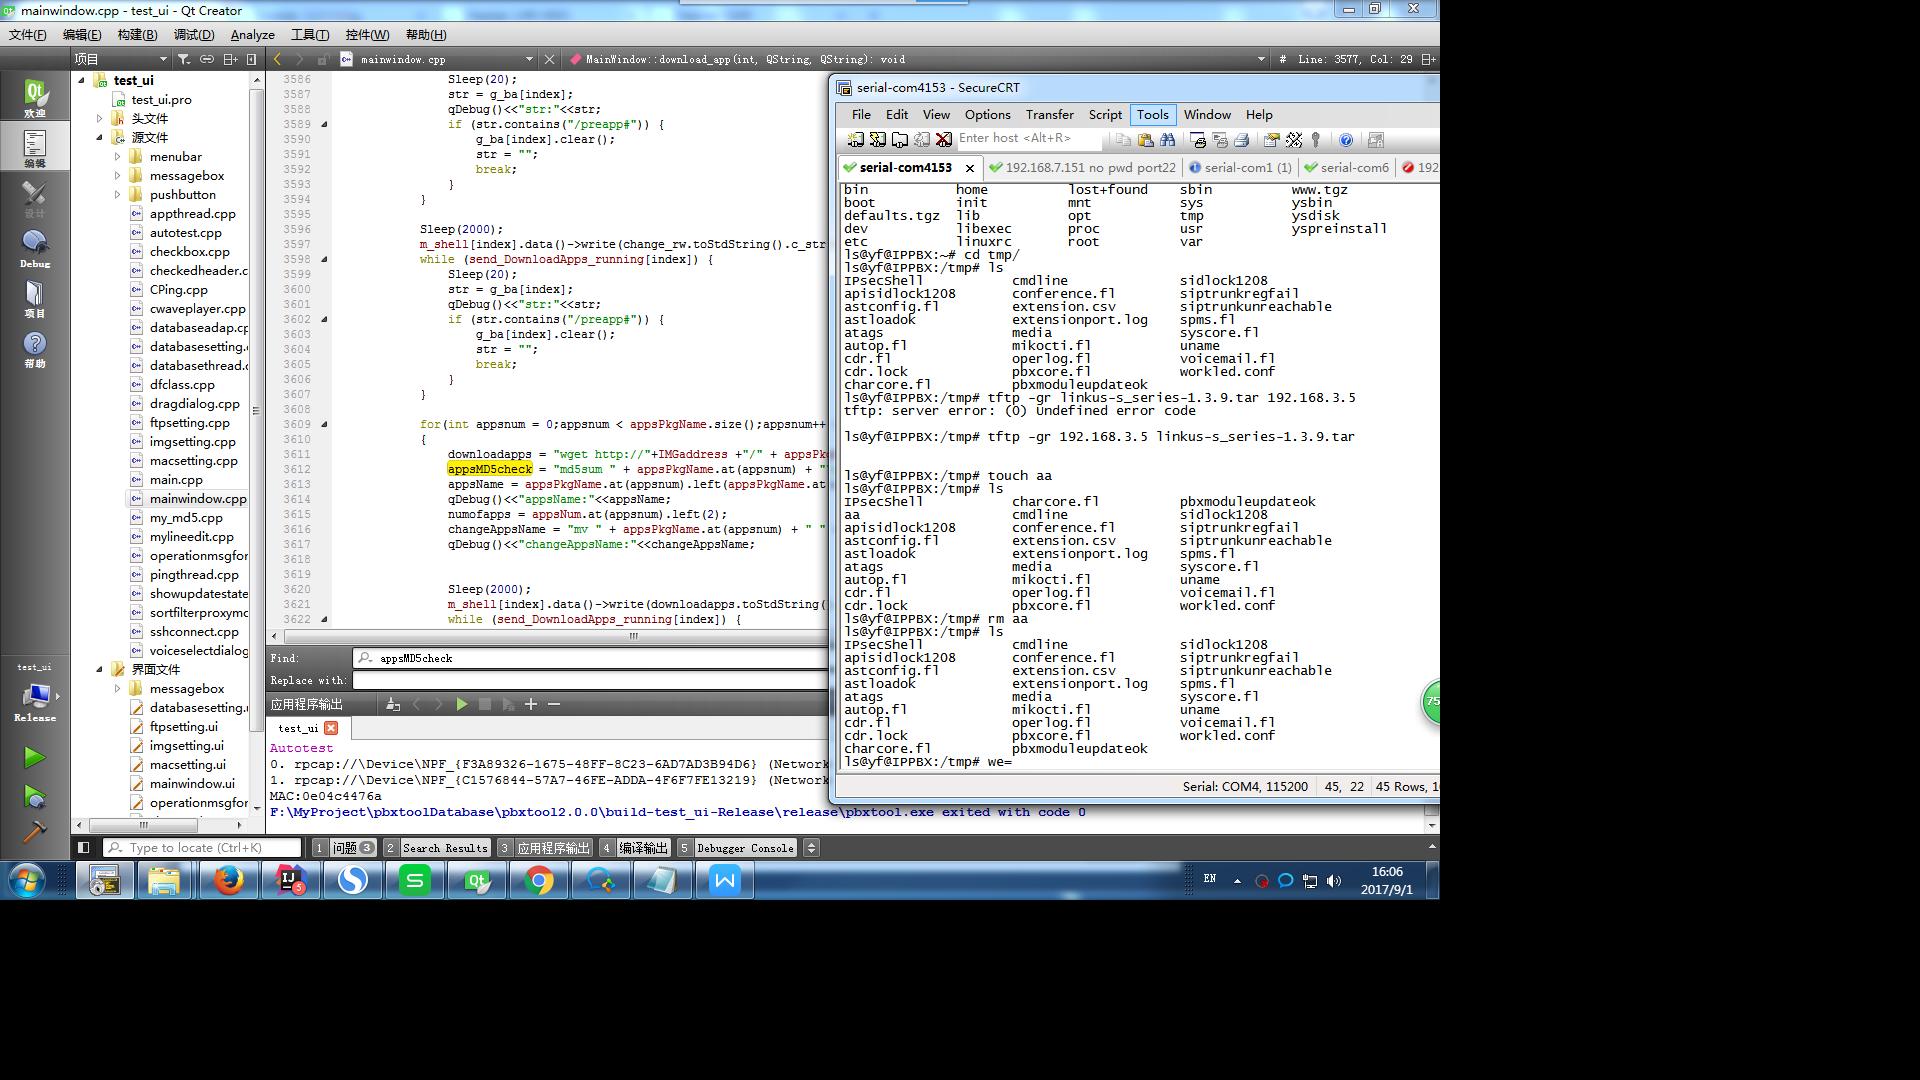 mainwindow.cpp - test_ui - Qt Creator
文件(F) 编辑(E) 构建(B) 调试(D) Analyze 工具(T) 控件(W) 帮助(H)
项目
mainwindow.cpp
MainWindow::download_app(int, QString, QString): void
# Line: 3577, Col: 29
欢迎
编辑
设计
Debug
项目
帮助
test_ui
Release
test_ui
test_ui.pro
头文件
源文件
menubar
messagebox
pushbutton
appthread.cpp
autotest.cpp
checkbox.cpp
checkedheader.c
CPing.cpp
cwaveplayer.cpp
databaseadap.cp
databasesetting.
databasethread.c
dfclass.cpp
dragdialog.cpp
ftpsetting.cpp
imgsetting.cpp
macsetting.cpp
main.cpp
mainwindow.cpp
my_md5.cpp
mylineedit.cpp
operationmsgfor
pingthread.cpp
showupdatestate
sortfilterproxymo
sshconnect.cpp
voiceselectdialog
界面文件
messagebox
databasesetting.u
ftpsetting.ui
imgsetting.ui
macsetting.ui
mainwindow.ui
operationmsgfor
3586 Sleep(20);
3587 str = g_ba[index];
3588 qDebug()<<"str:"<<str;
3589 if (str.contains("/preapp#")) {
3590 g_ba[index].clear();
3591 str = "";
3592 break;
3593 }
3594 }
3595
3596 Sleep(2000);
3597 m_shell[index].data()->write(change_rw.toStdString().c_str
3598 while (send_DownloadApps_running[index]) {
3599 Sleep(20);
3600 str = g_ba[index];
3601 qDebug()<<"str:"<<str;
3602 if (str.contains("/preapp#")) {
3603 g_ba[index].clear();
3604 str = "";
3605 break;
3606 }
3607 }
3608
3609 for(int appsnum = 0;appsnum < appsPkgName.size();appsnum++
3610 {
3611 downloadapps = "wget http://"+IMGaddress +"/" + appsPk
3612 appsMD5check = "md5sum " + appsPkgName.at(appsnum) + "
3613 appsName = appsPkgName.at(appsnum).left(appsPkgName.at
3614 qDebug()<<"appsName:"<<appsName;
3615 numofapps = appsNum.at(appsnum).left(2);
3616 changeAppsName = "mv " + appsPkgName.at(appsnum) + " "
3617 qDebug()<<"changeAppsName:"<<changeAppsName;
3618
3619
3620 Sleep(2000);
3621 m_shell[index].data()->write(downloadapps.toStdString()
3622 while (send_DownloadApps_running[index]) {
Find: appsMD5check
Replace with:
应用程序输出
test_ui
Autotest
0. rpcap://\Device\NPF_{F3A89326-1675-48FF-8C23-6AD7AD3B94D6} (Network
1. rpcap://\Device\NPF_{C1576844-57A7-46FE-ADDA-4F6F7FE13219} (Network
MAC:0e04c4476a
F:\MyProject\pbxtoolDatabase\pbxtool2.0.0\build-test_ui-Release\release\pbxtool.exe exited with code 0
Type to locate (Ctrl+K) 1 问题 3 2 Search Results 3 应用程序输出 4 编译输出 5 Debugger Console
serial-com4153 - SecureCRT
File Edit View Options Transfer Script Tools Window Help
Enter host <Alt+R>
serial-com4153 192.168.7.151 no pwd port22 serial-com1 (1) serial-com6 192
bin home lost+found sbin www.tgz
boot init mnt sys ysbin
defaults.tgz lib opt tmp ysdisk
dev libexec proc usr yspreinstall
etc linuxrc root var
ls@yf@IPPBX:~# cd tmp/
ls@yf@IPPBX:/tmp# ls
IPsecShell cmdline sidlock1208
apisidlock1208 conference.fl siptrunkregfail
astconfig.fl extension.csv siptrunkunreachable
astloadok extensionport.log spms.fl
atags media syscore.fl
autop.fl mikocti.fl uname
cdr.fl operlog.fl voicemail.fl
cdr.lock pbxcore.fl workled.conf
charcore.fl pbxmoduleupdateok
ls@yf@IPPBX:/tmp# tftp -gr linkus-s_series-1.3.9.tar 192.168.3.5
tftp: server error: (0) Undefined error code
ls@yf@IPPBX:/tmp# tftp -gr 192.168.3.5 linkus-s_series-1.3.9.tar
ls@yf@IPPBX:/tmp# touch aa
ls@yf@IPPBX:/tmp# ls
IPsecShell charcore.fl pbxmoduleupdateok
aa cmdline sidlock1208
apisidlock1208 conference.fl siptrunkregfail
astconfig.fl extension.csv siptrunkunreachable
astloadok extensionport.log spms.fl
atags media syscore.fl
autop.fl mikocti.fl uname
cdr.fl operlog.fl voicemail.fl
cdr.lock pbxcore.fl workled.conf
ls@yf@IPPBX:/tmp# rm aa
ls@yf@IPPBX:/tmp# ls
IPsecShell cmdline sidlock1208
apisidlock1208 conference.fl siptrunkregfail
astconfig.fl extension.csv siptrunkunreachable
astloadok extensionport.log spms.fl
atags media syscore.fl
autop.fl mikocti.fl uname
cdr.fl operlog.fl voicemail.fl
cdr.lock pbxcore.fl workled.conf
charcore.fl pbxmoduleupdateok
ls@yf@IPPBX:/tmp# we=
Serial: COM4, 115200 45, 22 45 Rows, 1
75
EN
16:06
2017/9/1